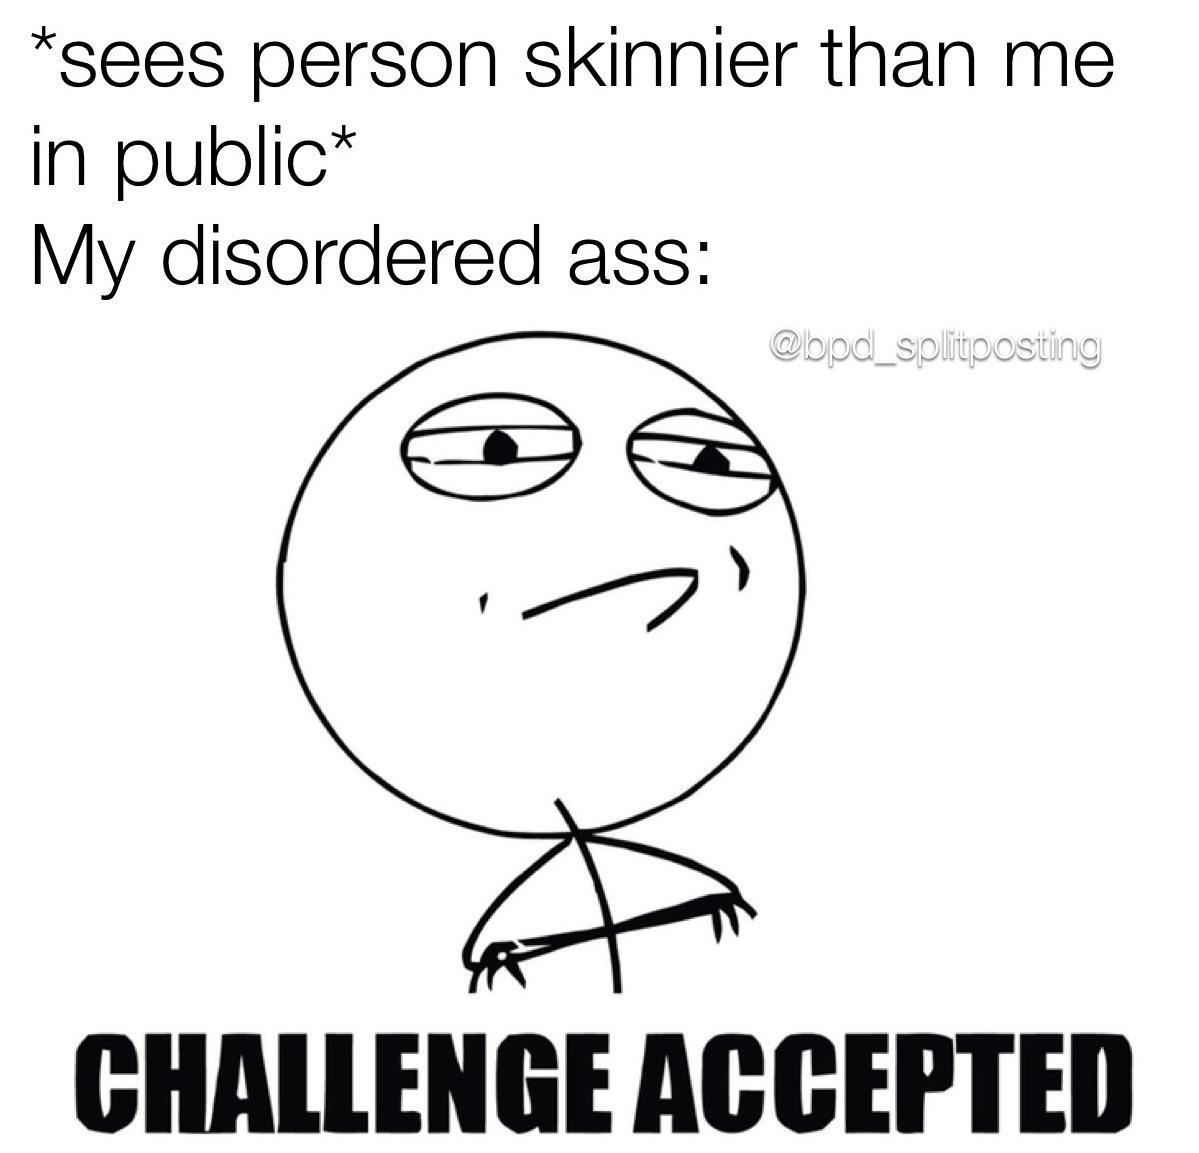 *sees person skinnier than me
in public*
My disordered ass:
@bpd_splitposting
CHALLENGE ACCEPTED